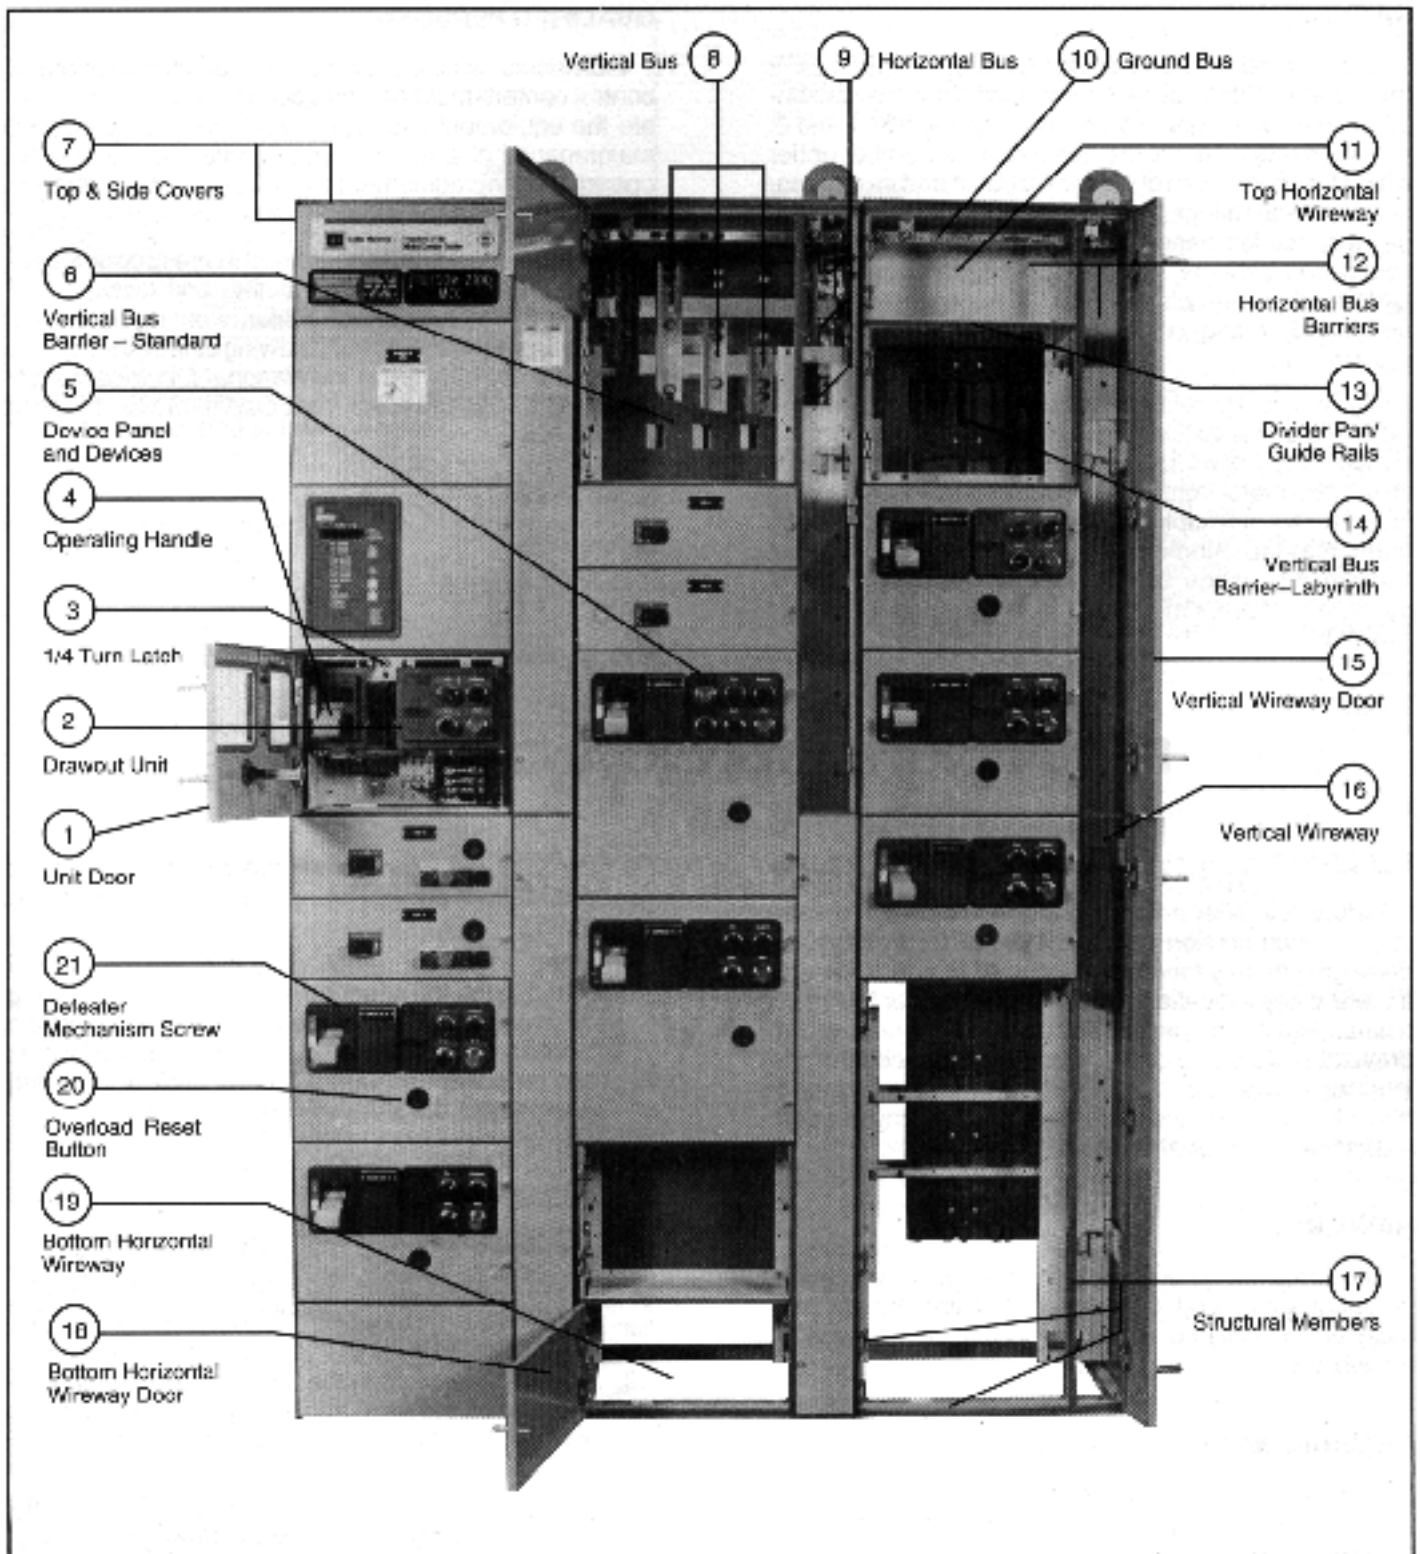 Vertical Bus 8
9 Horizontal Bus
10 Ground Bus
7
Top & Side Covers
11
Top Horizontal
Wireway
6
Vertical Bus
Barrier – Standard
12
Horizontal Bus
Barriers
5
Device Panel
and Devices
13
Divider Pan/
Guide Rails
4
Operating Handle
14
Vertical Bus
Barrier–Labyrinth
3
1/4 Turn Latch
15
Vertical Wireway Door
2
Drawout Unit
16
Vertical Wireway
1
Unit Door
21
Defeater
Mechanism Screw
20
Overload Reset
Button
19
Bottom Horizontal
Wireway
17
Structural Members
18
Bottom Horizontal
Wireway Door